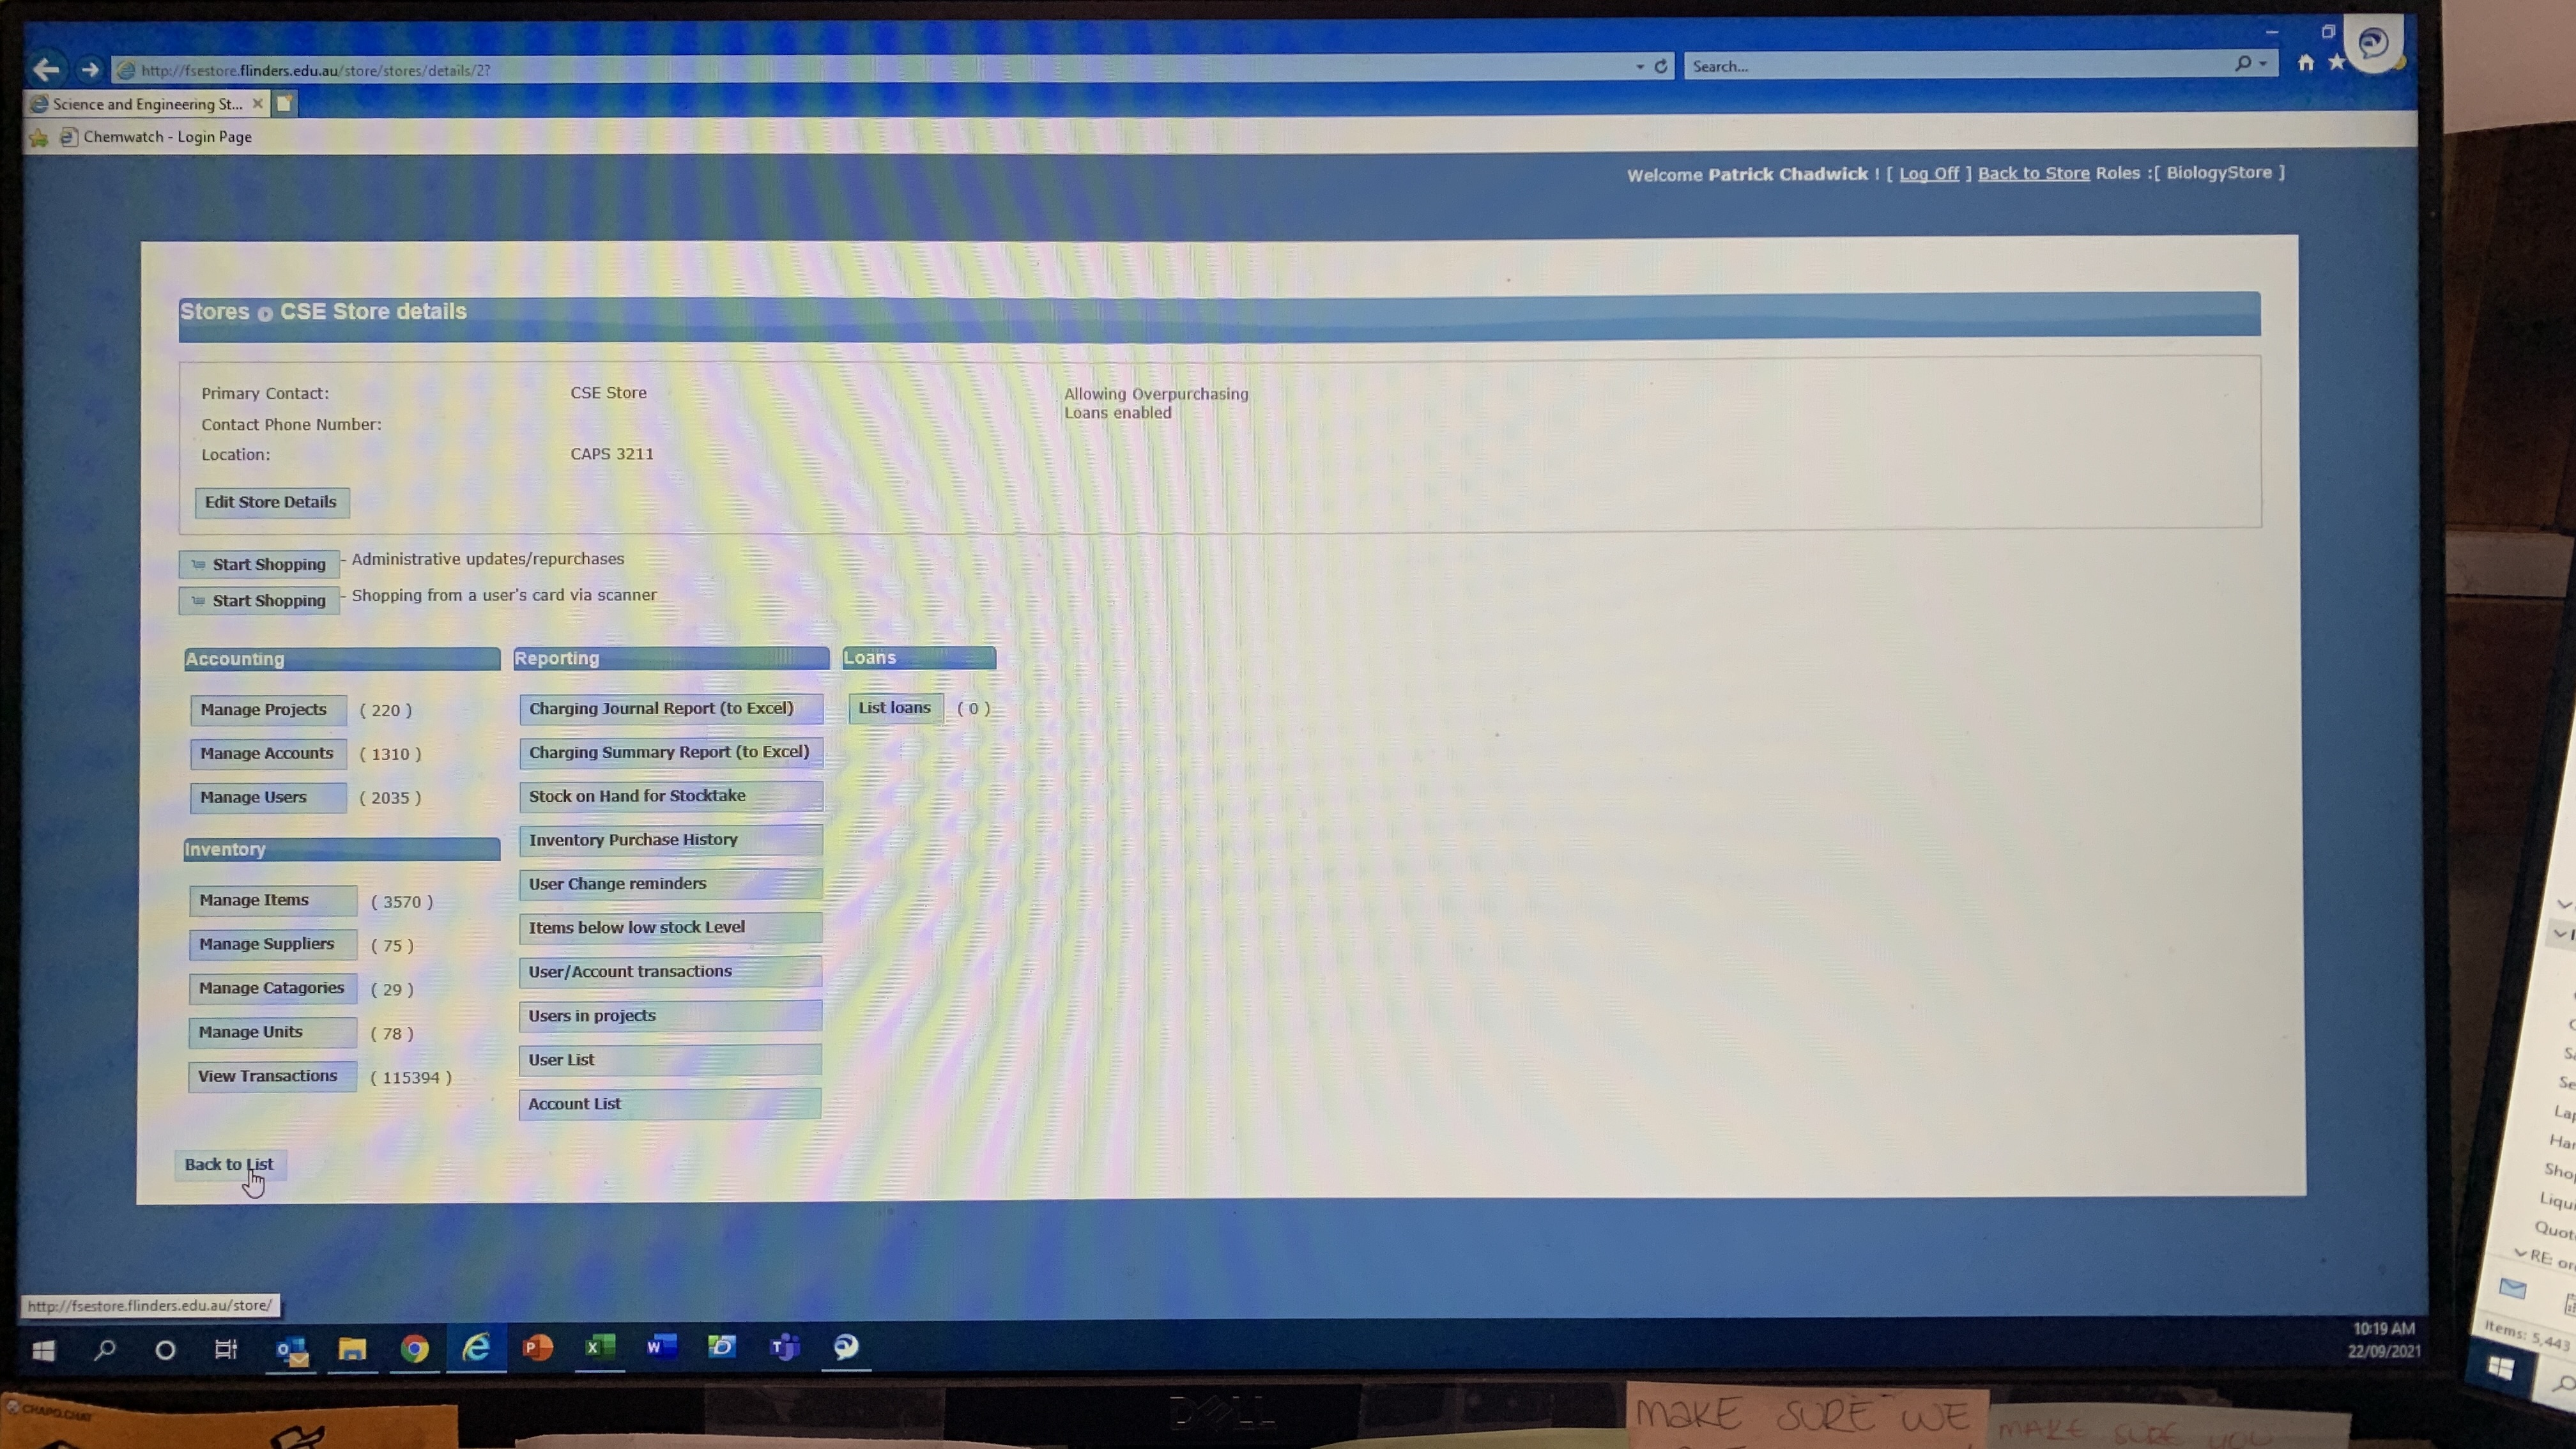 http://fsestore.flinders.edu.au/store/stores/details/2?
Search...
Science and Engineering St...
Chemwatch - Login Page
Welcome Patrick Chadwick ! [ Log Off ] Back to Store Roles :[ BiologyStore ]
Stores CSE Store details
Primary Contact: CSE Store
Allowing Overpurchasing
Loans enabled
Contact Phone Number:
Location: CAPS 3211
Edit Store Details
Start Shopping - Administrative updates/repurchases
Start Shopping - Shopping from a user's card via scanner
Accounting
Manage Projects ( 220 )
Manage Accounts ( 1310 )
Manage Users ( 2035 )
Inventory
Manage Items ( 3570 )
Manage Suppliers ( 75 )
Manage Catagories ( 29 )
Manage Units ( 78 )
View Transactions ( 115394 )
Reporting
Charging Journal Report (to Excel)
Charging Summary Report (to Excel)
Stock on Hand for Stocktake
Inventory Purchase History
User Change reminders
Items below low stock Level
User/Account transactions
Users in projects
User List
Account List
Loans
List loans ( 0 )
Back to List
http://fsestore.flinders.edu.au/store/
10:19 AM
22/09/2021
Items: 5,443
DELL
MAKE SURE WE
MAKE SURE YOU